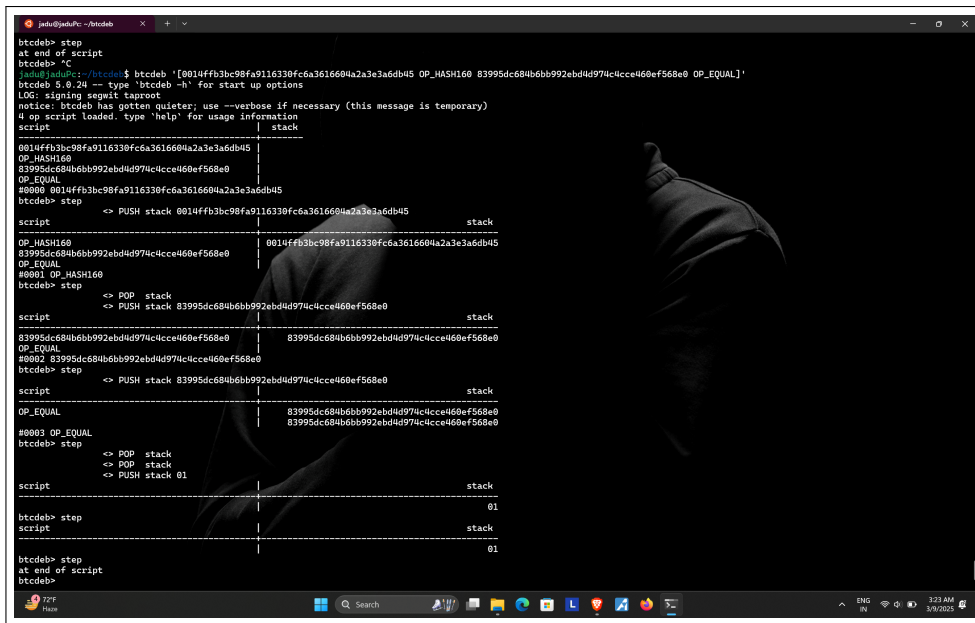 jadu@jaduPc: ~/btcdeb
btcdeb> step
at end of script
btcdeb> ^C
jadu@jaduPc:~/btcdeb$ btcdeb '[0014ffb3bc98fa9116330fc6a3616604a2a3e3a6db45 OP_HASH160 83995dc684b6bb992ebd4d974c4cce460ef568e0 OP_EQUAL]'
btcdeb 5.0.24 -- type `btcdeb -h` for start up options
LOG: signing segwit taproot
notice: btcdeb has gotten quieter; use --verbose if necessary (this message is temporary)
4 op script loaded. type `help` for usage information
script | stack
-----------------------------------------+--------
0014ffb3bc98fa9116330fc6a3616604a2a3e3a6db45 |
OP_HASH160 |
83995dc684b6bb992ebd4d974c4cce460ef568e0 |
OP_EQUAL |
#0000 0014ffb3bc98fa9116330fc6a3616604a2a3e3a6db45
btcdeb> step
<> PUSH stack 0014ffb3bc98fa9116330fc6a3616604a2a3e3a6db45
script | stack
-----------------------------------------+-----------------------------------------
OP_HASH160 | 0014ffb3bc98fa9116330fc6a3616604a2a3e3a6db45
83995dc684b6bb992ebd4d974c4cce460ef568e0 |
OP_EQUAL |
#0001 OP_HASH160
btcdeb> step
<> POP stack
<> PUSH stack 83995dc684b6bb992ebd4d974c4cce460ef568e0
script | stack
-----------------------------------------+-----------------------------------------
83995dc684b6bb992ebd4d974c4cce460ef568e0 | 83995dc684b6bb992ebd4d974c4cce460ef568e0
OP_EQUAL |
#0002 83995dc684b6bb992ebd4d974c4cce460ef568e0
btcdeb> step
<> PUSH stack 83995dc684b6bb992ebd4d974c4cce460ef568e0
script | stack
-----------------------------------------+-----------------------------------------
OP_EQUAL | 83995dc684b6bb992ebd4d974c4cce460ef568e0
| 83995dc684b6bb992ebd4d974c4cce460ef568e0
#0003 OP_EQUAL
btcdeb> step
<> POP stack
<> POP stack
<> PUSH stack 01
script | stack
-----------------------------------------+-----------------------------------------
| 01
btcdeb> step
script | stack
-----------------------------------------+-----------------------------------------
| 01
btcdeb> step
at end of script
btcdeb>
4
72°F
Haze
Search
L
ENG
IN
3:23 AM
3/9/2025